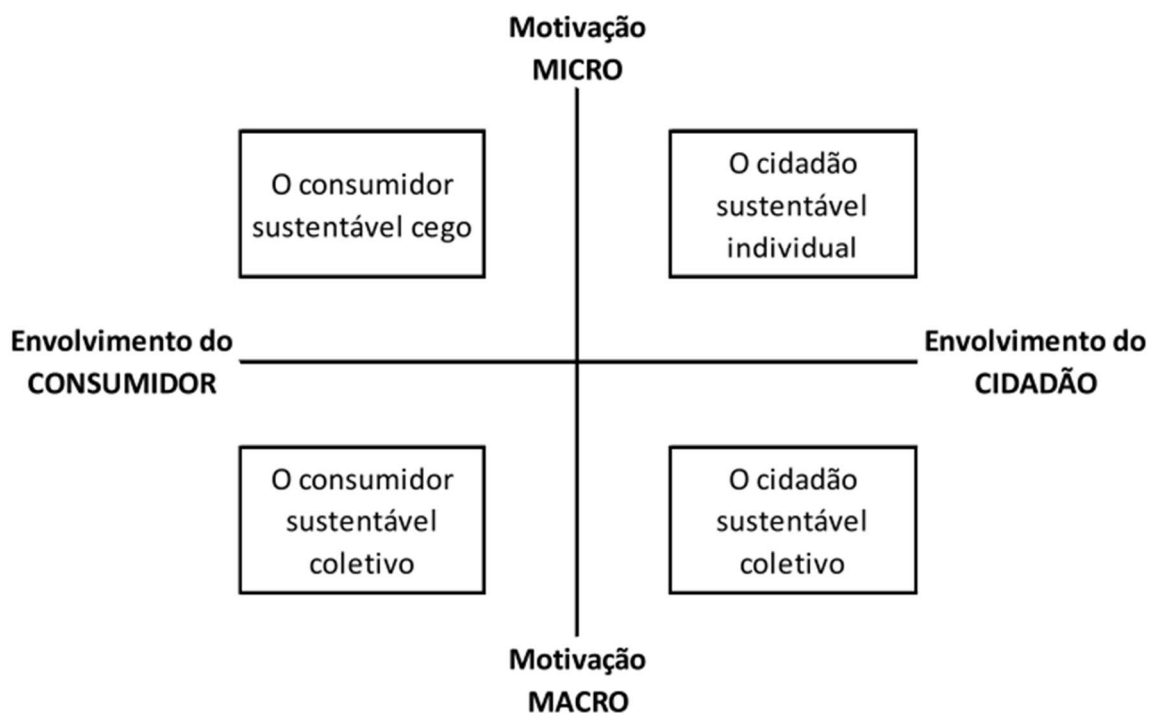 Motivação
MICRO
O consumidor
sustentável cego
O cidadão
sustentável
individual
Envolvimento do
CONSUMIDOR
Envolvimento do
CIDADÃO
O consumidor
sustentável
coletivo
O cidadão
sustentável
coletivo
Motivação
MACRO